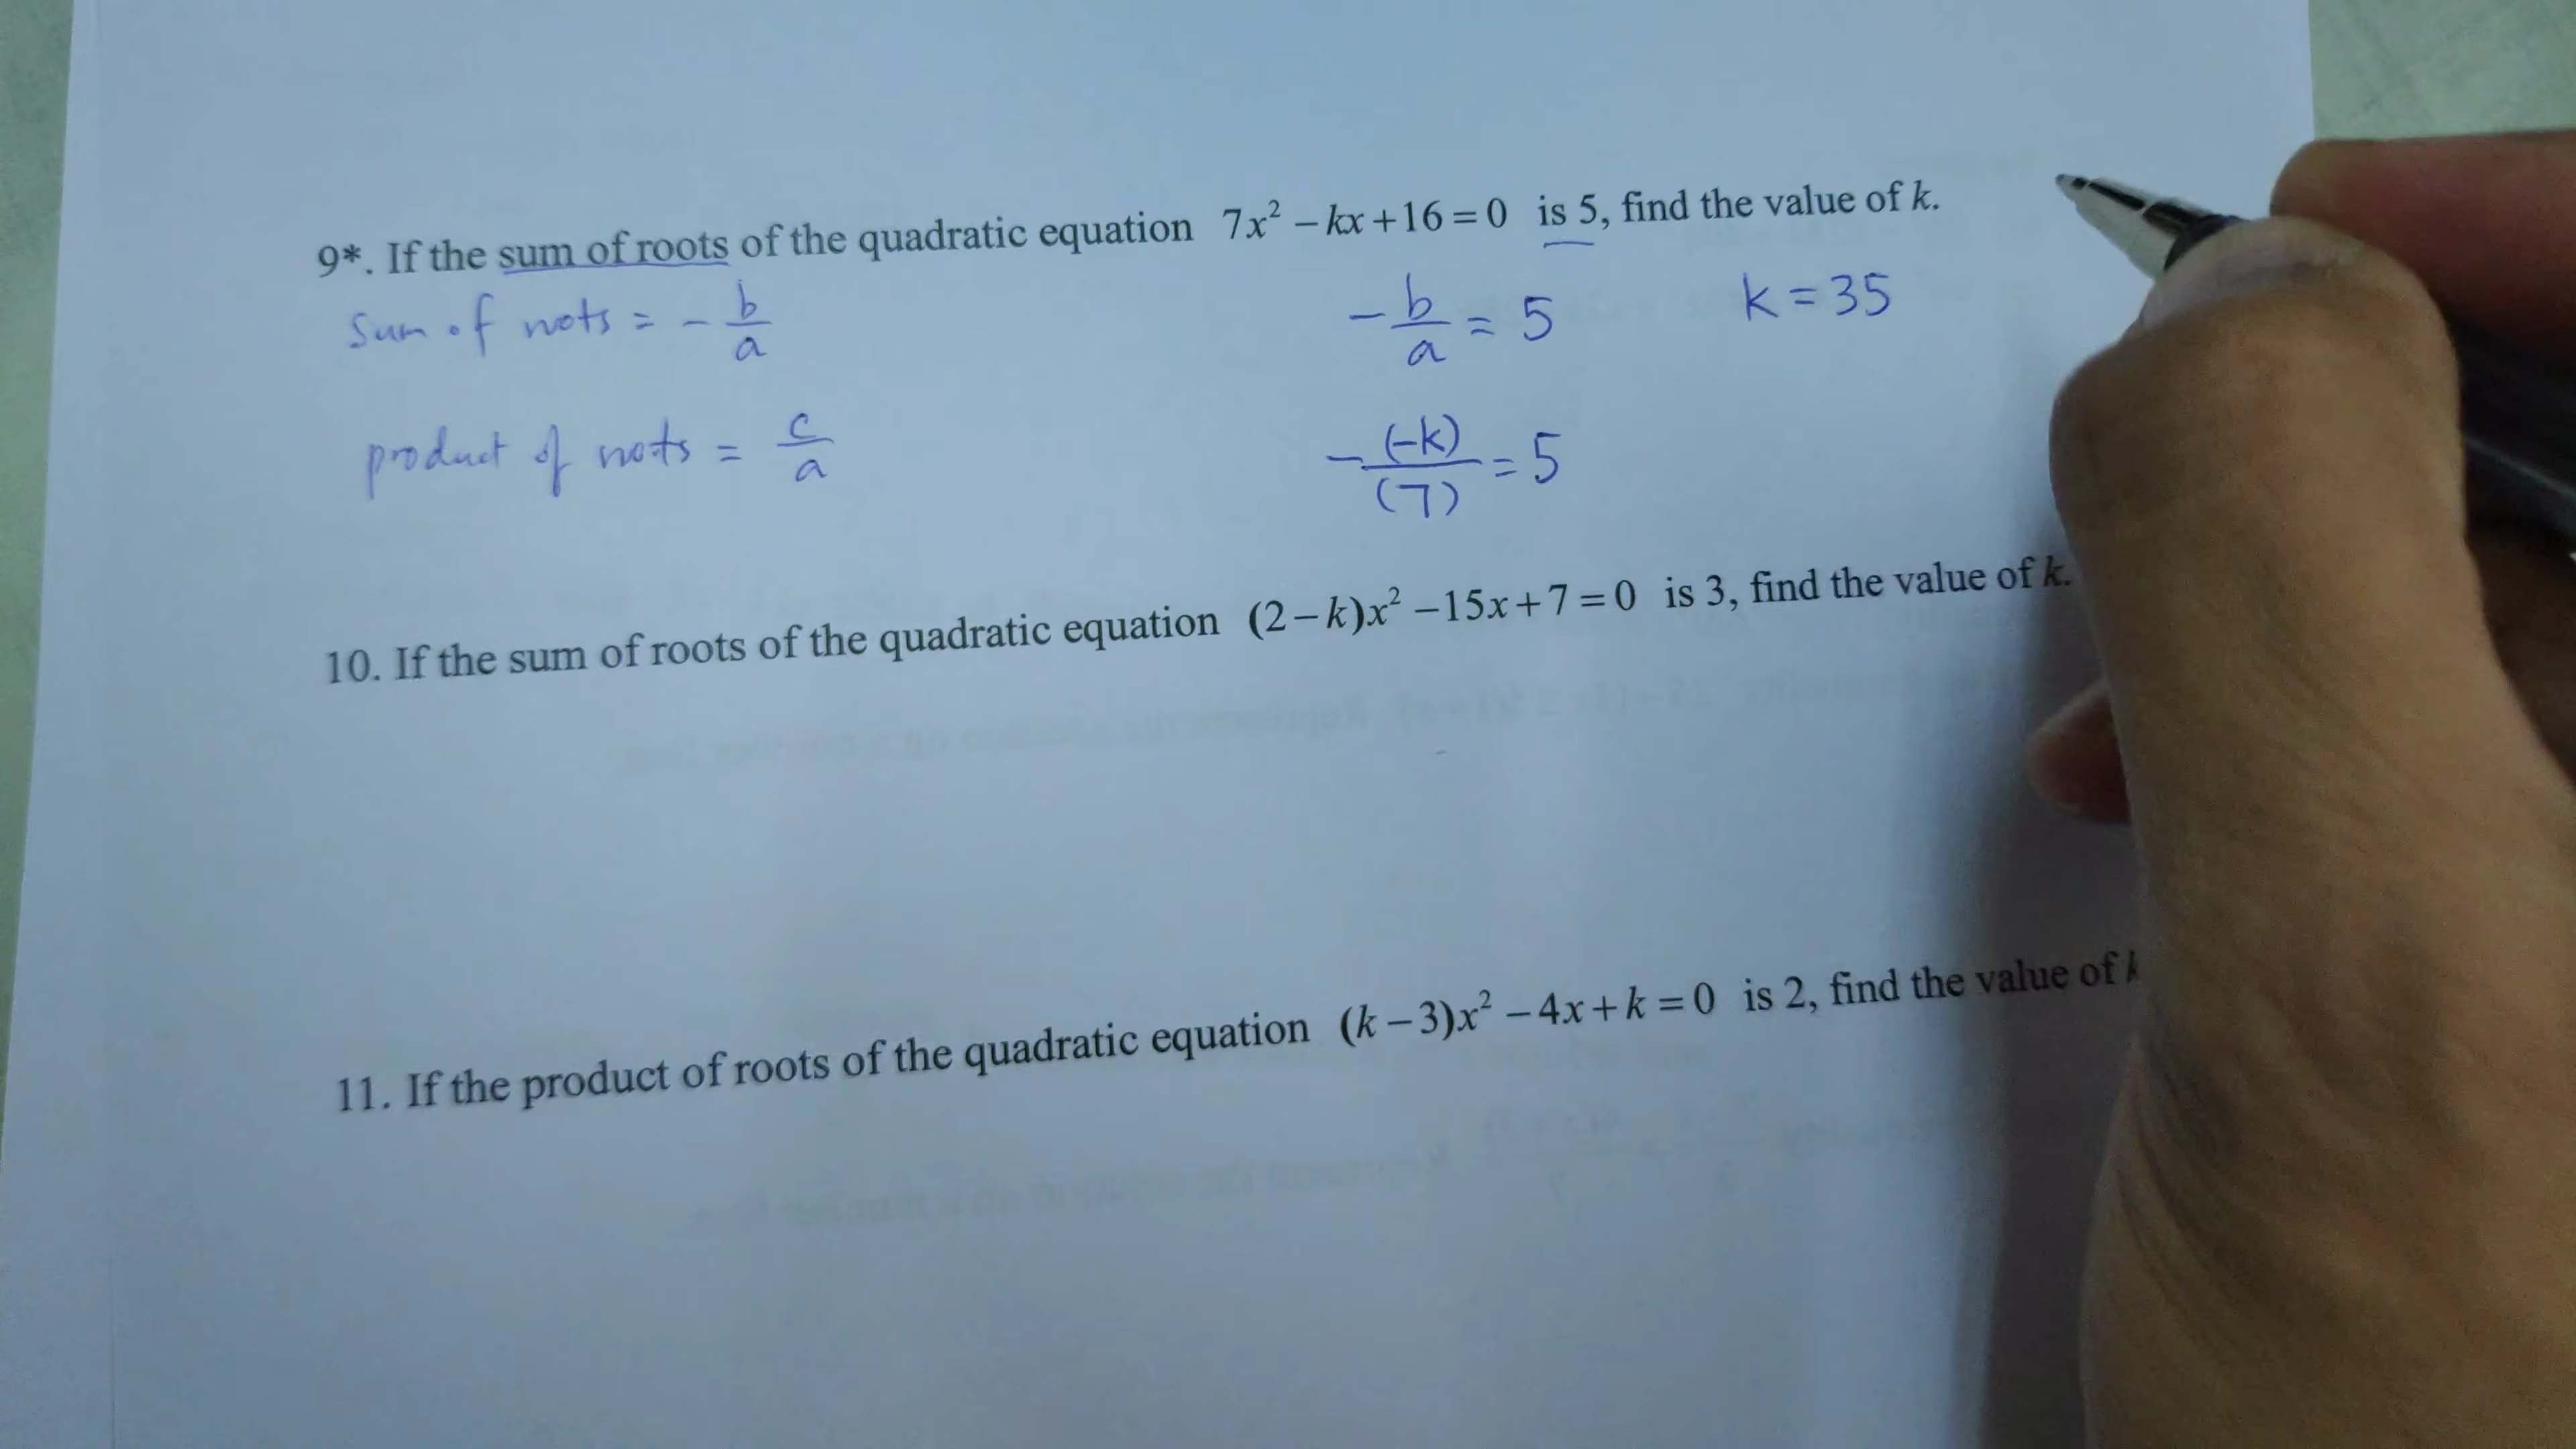 9*. If the sum of roots of the quadratic equation 7x² − kx + 16 = 0 is 5, find the value of k.
Sum of roots = − b/a
− b/a = 5
k = 35
product of roots = c/a
− (−k)/(7) = 5
10. If the sum of roots of the quadratic equation (2 − k)x² − 15x + 7 = 0 is 3, find the value of k.
11. If the product of roots of the quadratic equation (k − 3)x² − 4x + k = 0 is 2, find the value of k